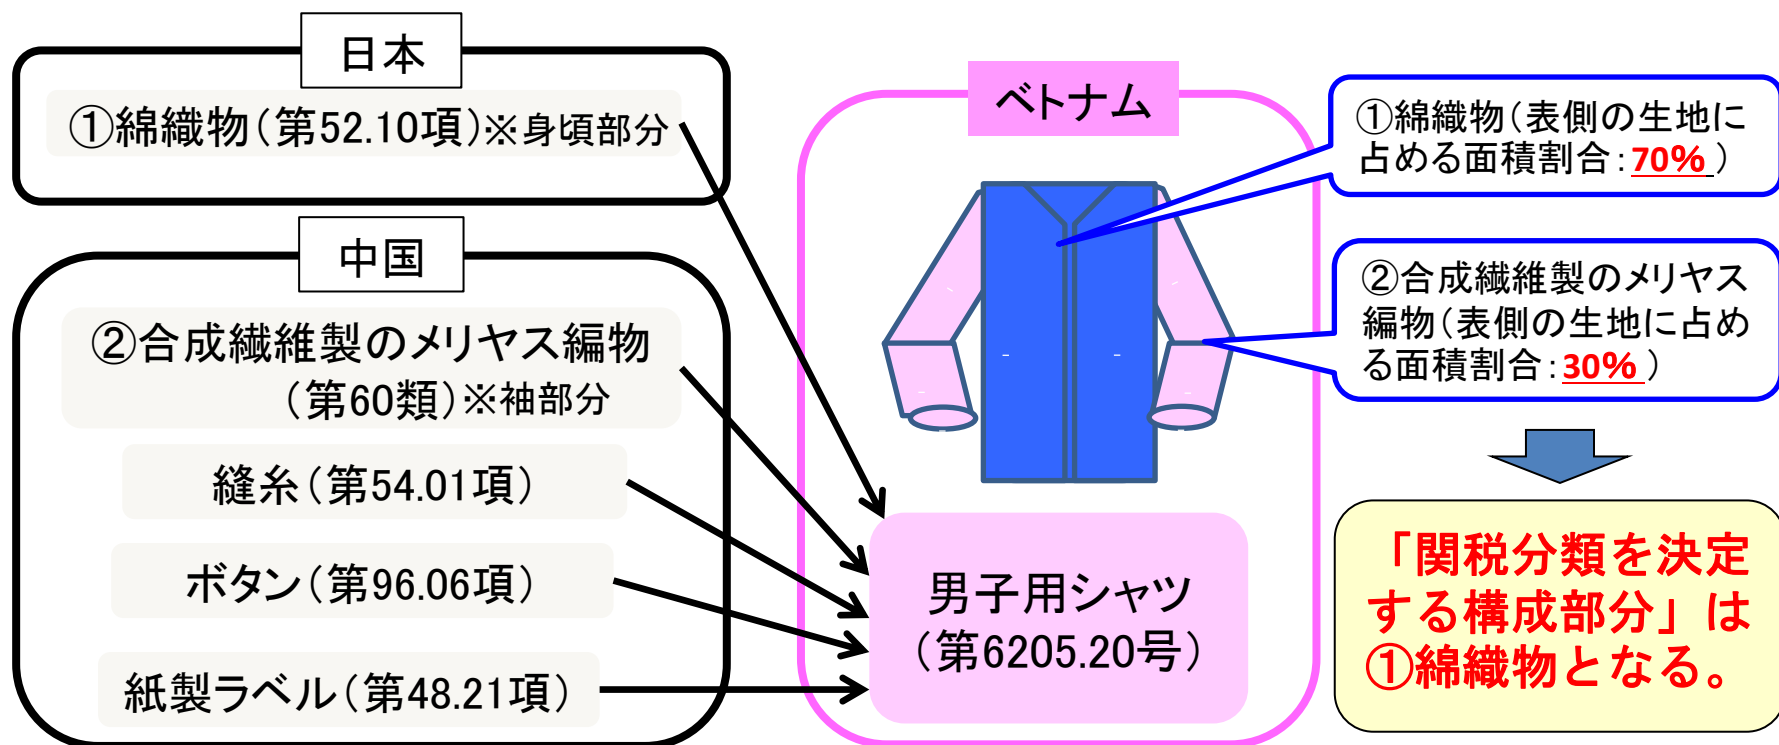 日本
①綿織物（第52.10項）※身頃部分
中国
②合成繊維製のメリヤス編物
（第60類）※袖部分
縫糸（第54.01項）
ボタン（第96.06項）
紙製ラベル（第48.21項）
ベトナム
男子用シャツ
（第6205.20号）
①綿織物（表側の生地に
占める面積割合：70％）
②合成繊維製のメリヤス
編物（表側の生地に占め
る面積割合：30％）
「関税分類を決定
する構成部分」は
①綿織物となる。